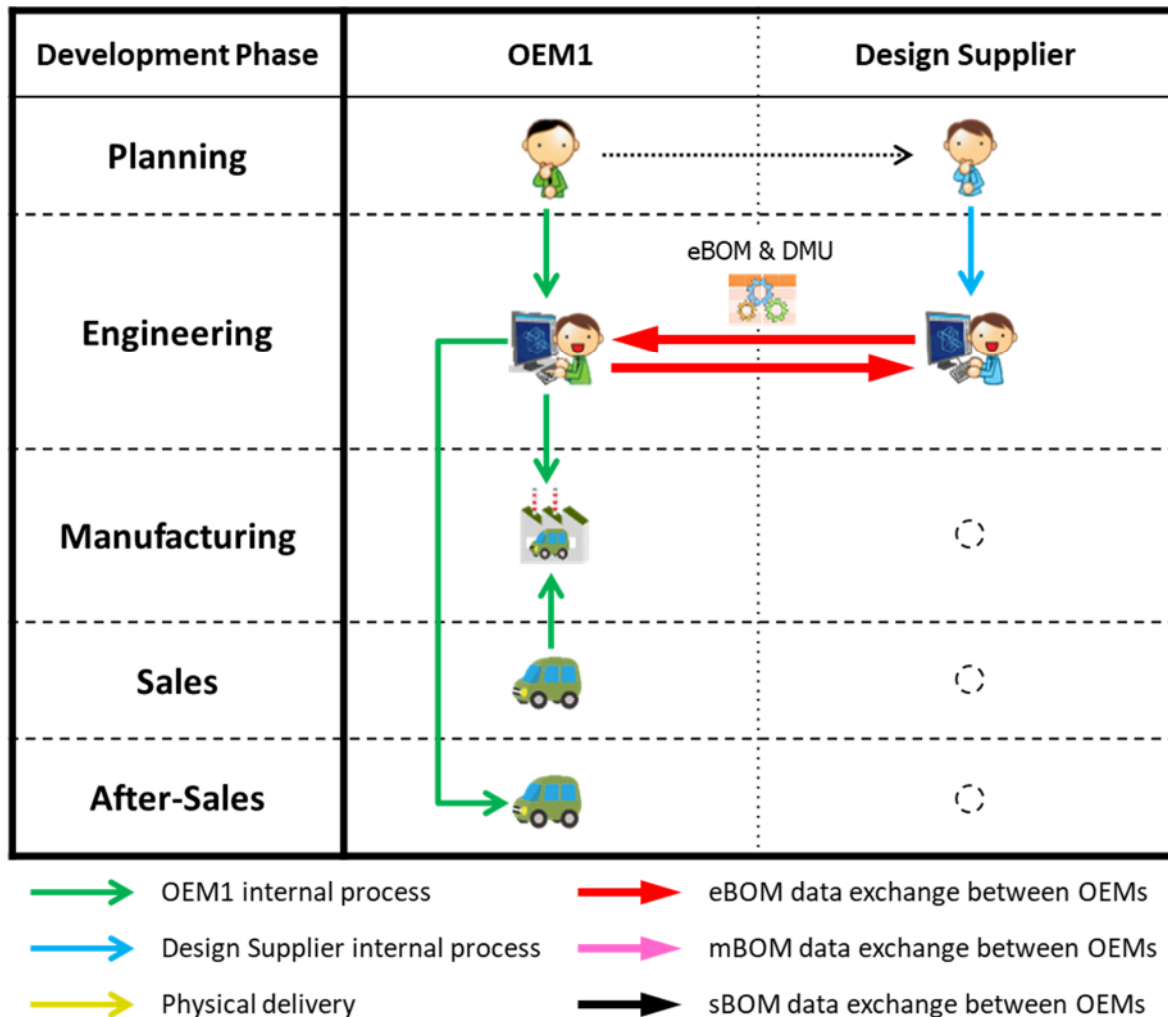 Development Phase
OEM1
Design Supplier
Planning
eBOM & DMU
Engineering
Manufacturing
Sales
After-Sales
OEM1 internal process
eBOM data exchange between OEMs
Design Supplier internal process
mBOM data exchange between OEMs
Physical delivery
sBOM data exchange between OEMs